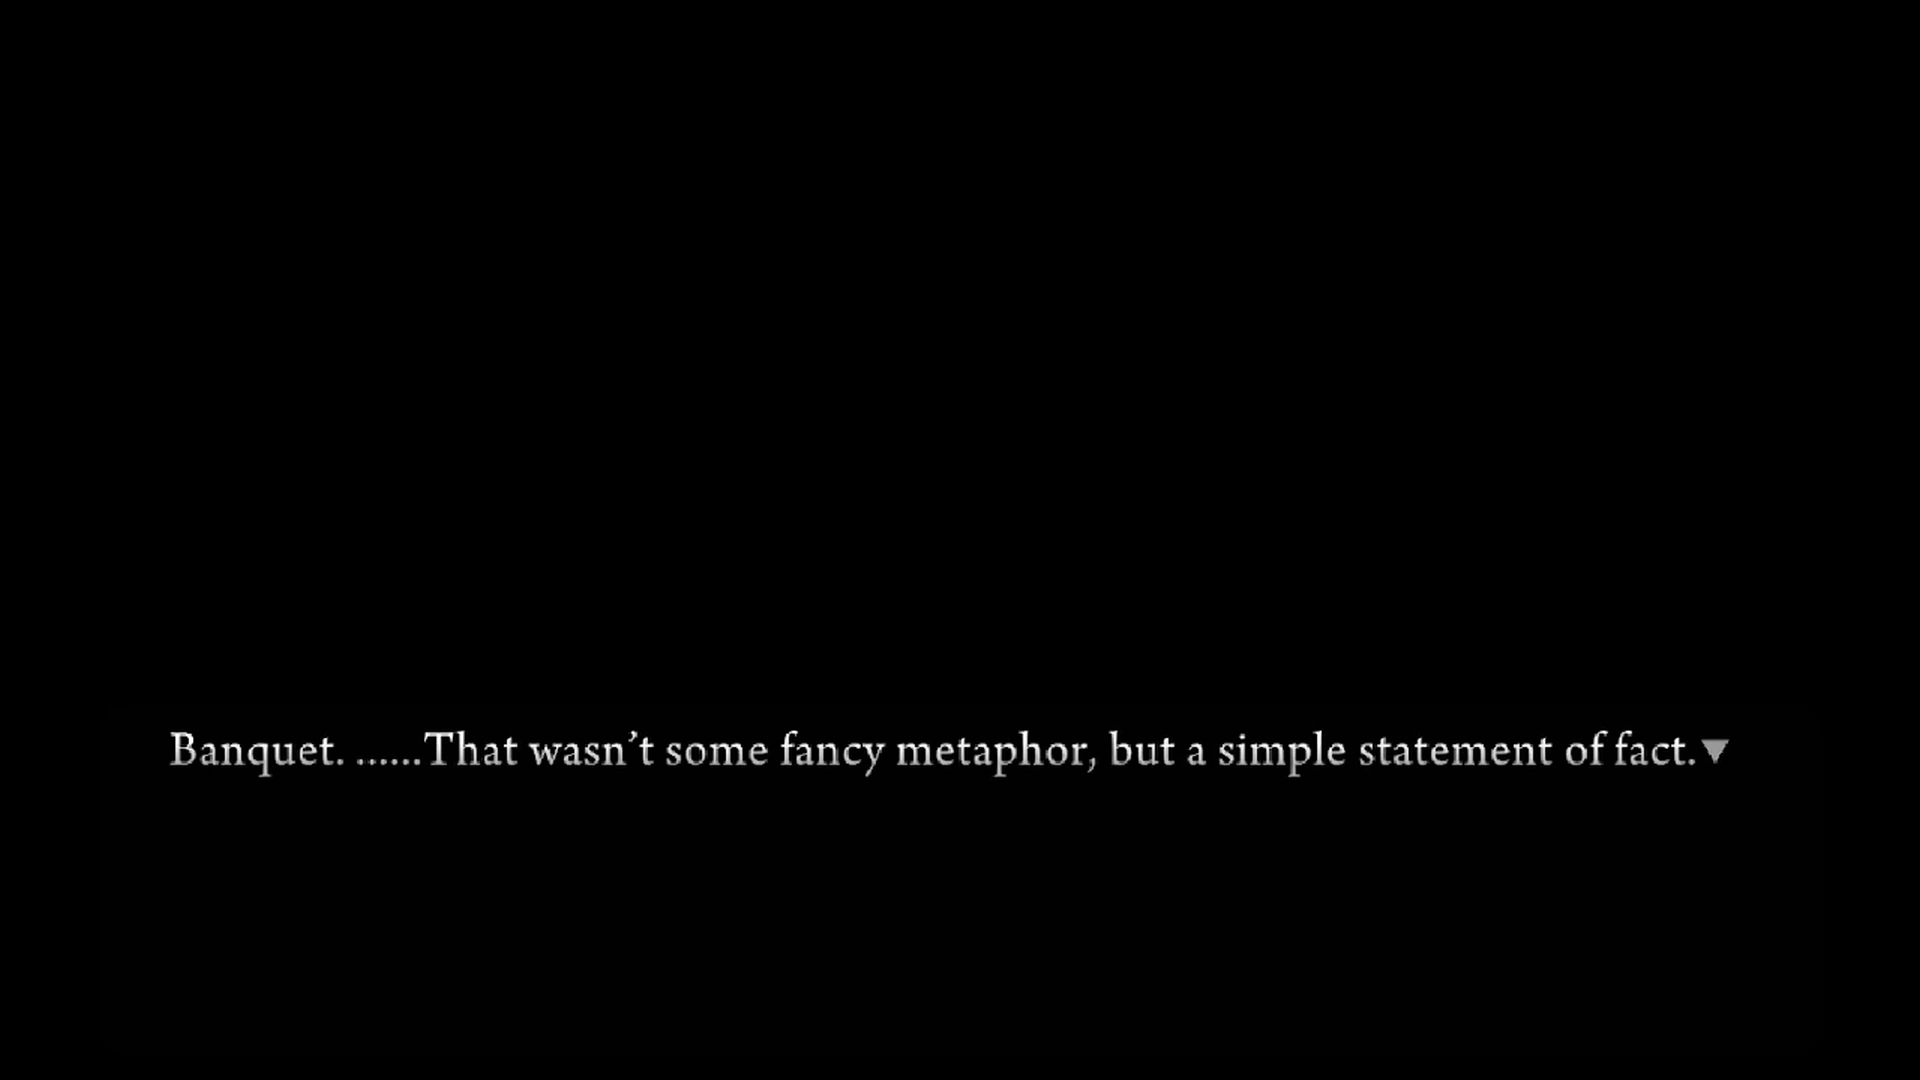 Banquet. ......That wasn’t some fancy metaphor, but a simple statement of fact.▼